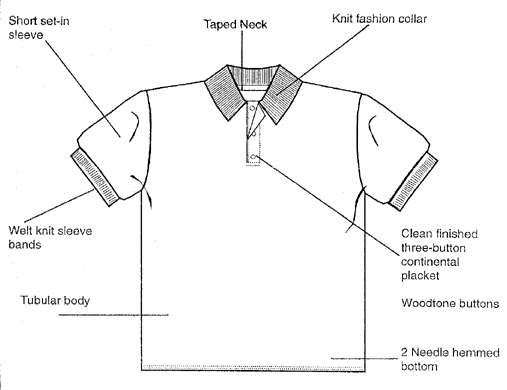 Short set-in
sleeve
Taped Neck
Knit fashion collar
Welt knit sleeve
bands
Clean finished
three-button
continental
placket
Tubular body
Woodtone buttons
2 Needle hemmed
bottom